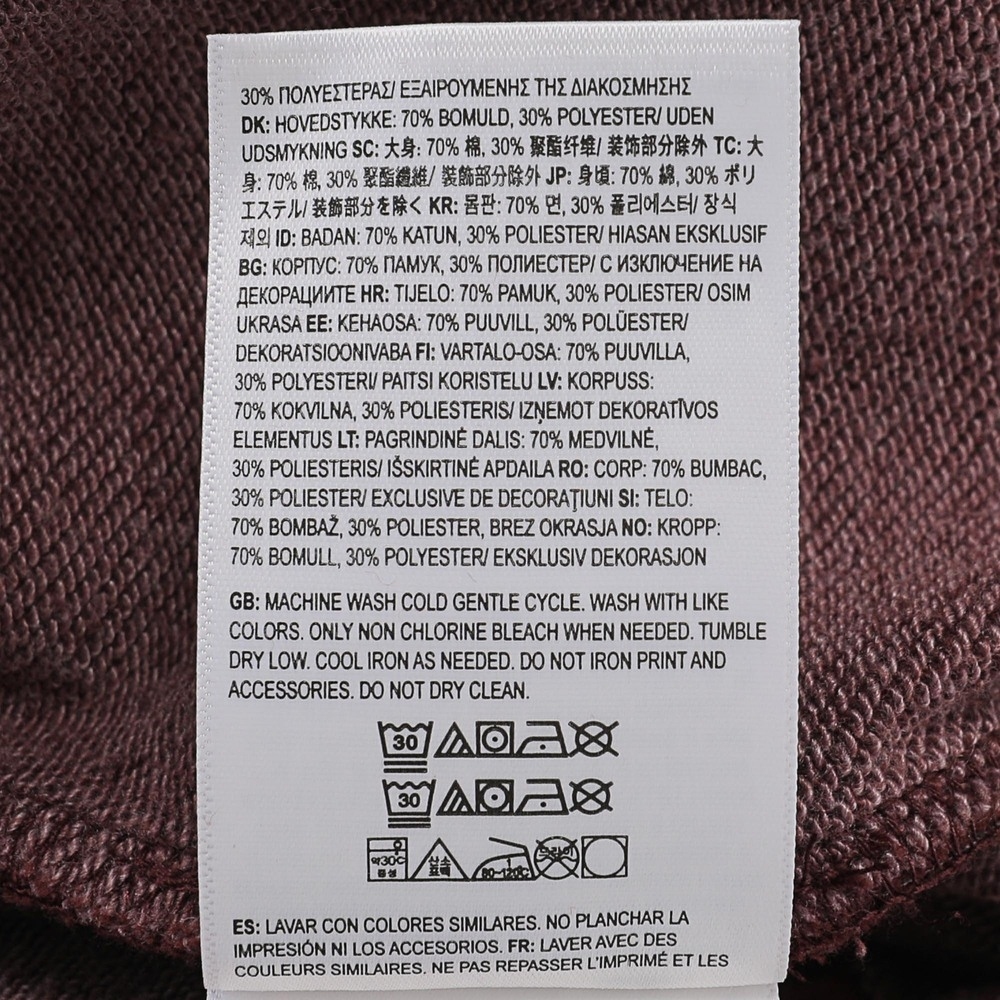 30% ΠΟΛΥΕΣΤΕΡΑΣ/ ΕΞΑΙΡΟΥΜΕΝΗΣ ΤΗΣ ΔΙΑΚΟΣΜΗΣΗΣ
DK: HOVEDSTYKKE: 70% BOMULD, 30% POLYESTER/ UDEN
UDSMYKNING SC: 大身: 70% 棉, 30% 聚酯纤维/ 装饰部分除外 TC: 大
身: 70% 棉, 30% 聚酯纖維/ 裝飾部分除外 JP: 身頃: 70% 綿, 30% ポリ
エステル/ 装飾部分を除く KR: 몸판: 70% 면, 30% 폴리에스터/ 장식
제외 ID: BADAN: 70% KATUN, 30% POLIESTER/ HIASAN EKSKLUSIF
BG: КОРПУС: 70% ПАМУК, 30% ПОЛИЕСТЕР/ С ИЗКЛЮЧЕНИЕ НА
ДЕКОРАЦИИТЕ HR: TIJELO: 70% PAMUK, 30% POLIESTER/ OSIM
UKRASA EE: KEHAOSA: 70% PUUVILL, 30% POLÜESTER/
DEKORATSIOONIVABA FI: VARTALO-OSA: 70% PUUVILLA,
30% POLYESTERI/ PAITSI KORISTELU LV: KORPUSS:
70% KOKVILNA, 30% POLIESTERIS/ IZŅEMOT DEKORATĪVOS
ELEMENTUS LT: PAGRINDINĖ DALIS: 70% MEDVILNĖ,
30% POLIESTERIS/ IŠSKIRTINĖ APDAILA RO: CORP: 70% BUMBAC,
30% POLIESTER/ EXCLUSIVE DE DECORAŢIUNI SI: TELO:
70% BOMBAŽ, 30% POLIESTER, BREZ OKRASJA NO: KROPP:
70% BOMULL, 30% POLYESTER/ EKSKLUSIV DEKORASJON
GB: MACHINE WASH COLD GENTLE CYCLE. WASH WITH LIKE
COLORS. ONLY NON CHLORINE BLEACH WHEN NEEDED. TUMBLE
DRY LOW. COOL IRON AS NEEDED. DO NOT IRON PRINT AND
ACCESSORIES. DO NOT DRY CLEAN.
30
30
약30℃ 중성 산소 표백 80~120℃ 드라이
ES: LAVAR CON COLORES SIMILARES. NO PLANCHAR LA
IMPRESIÓN NI LOS ACCESORIOS. FR: LAVER AVEC DES
COULEURS SIMILAIRES. NE PAS REPASSER L'IMPRIMÉ ET LES